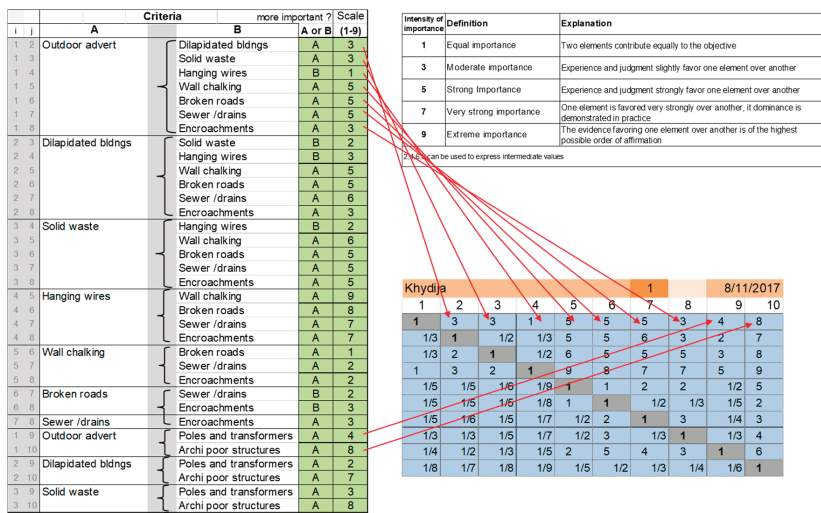 Criteria more important ? Scale
i j A B A or B (1-9)
1 2 Outdoor advert Dilapidated bldngs A 3
1 3 Solid waste A 3
1 4 Hanging wires B 1
1 5 Wall chalking A 5
1 6 Broken roads A 5
1 7 Sewer /drains A 5
1 8 Encroachments A 3
2 3 Dilapidated bldngs Solid waste B 2
2 4 Hanging wires B 3
2 5 Wall chalking A 5
2 6 Broken roads A 5
2 7 Sewer /drains A 6
2 8 Encroachments A 3
3 4 Solid waste Hanging wires B 2
3 5 Wall chalking A 6
3 6 Broken roads A 5
3 7 Sewer /drains A 5
3 8 Encroachments A 5
4 5 Hanging wires Wall chalking A 9
4 6 Broken roads A 8
4 7 Sewer /drains A 7
4 8 Encroachments A 7
5 6 Wall chalking Broken roads A 1
5 7 Sewer /drains A 2
5 8 Encroachments A 2
6 7 Broken roads Sewer /drains B 2
6 8 Encroachments B 3
7 8 Sewer /drains Encroachments A 3
1 9 Outdoor advert Poles and transformers A 4
1 10 Archi poor structures A 8
2 9 Dilapidated bldngs Poles and transformers A 2
2 10 Archi poor structures A 7
3 9 Solid waste Poles and transformers A 3
3 10 Archi poor structures A 8
Intensity of
importance Definition Explanation
1 Equal importance Two elements contribute equally to the objective
3 Moderate importance Experience and judgment slightly favor one element over another
5 Strong Importance Experience and judgment strongly favor one element over another
7 Very strong importance One element is favored very strongly over another, it dominance is
demonstrated in practice
9 Extreme importance The evidence favoring one element over another is of the highest
possible order of affirmation
2,4,6,8 can be used to express intermediate values
Khydija 1 8/11/2017
1 2 3 4 5 6 7 8 9 10
1 3 3 1 5 5 5 3 4 8
1/3 1 1/2 1/3 5 5 6 3 2 7
1/3 2 1 1/2 6 5 5 5 3 8
1 3 2 1 9 8 7 7 5 9
1/5 1/5 1/6 1/9 1 1 2 2 1/2 5
1/5 1/5 1/5 1/8 1 1 1/2 1/3 1/5 2
1/5 1/6 1/5 1/7 1/2 2 1 3 1/4 3
1/3 1/3 1/5 1/7 1/2 3 1/3 1 1/3 4
1/4 1/2 1/3 1/5 2 5 4 3 1 6
1/8 1/7 1/8 1/9 1/5 1/2 1/3 1/4 1/6 1